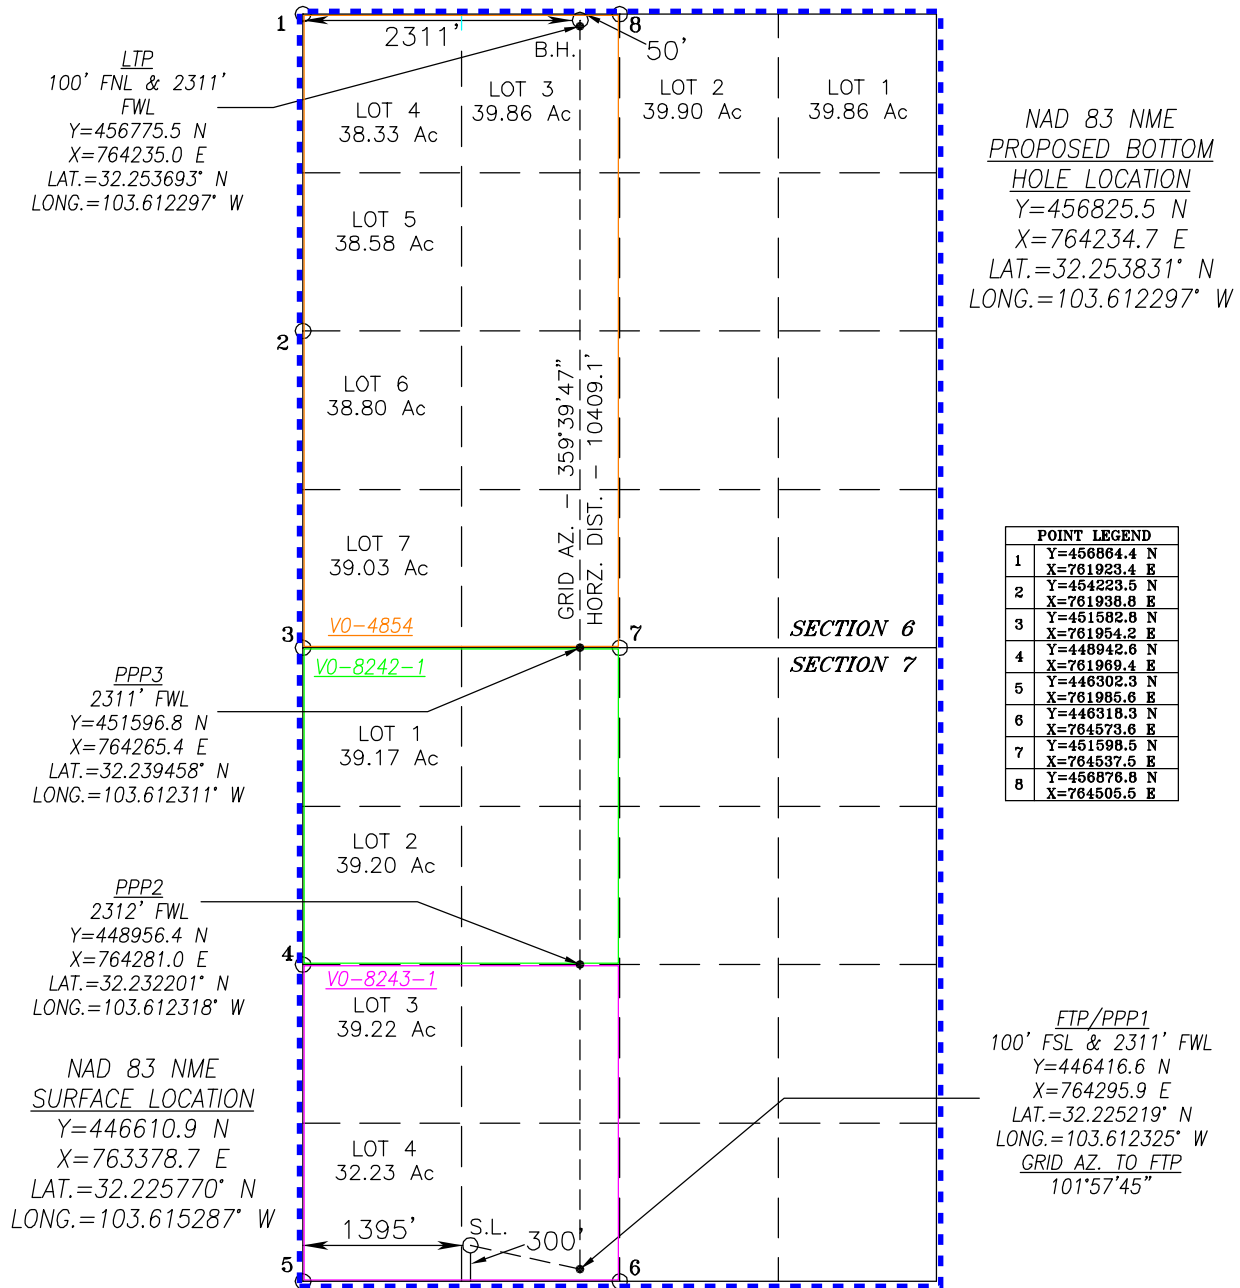 1
2311'
8
B.H.
50'
LTP
100' FNL & 2311'
FWL
Y=456775.5 N
X=764235.0 E
LAT.=32.253693° N
LONG.=103.612297° W
LOT 4
38.33 Ac
LOT 3
39.86 Ac
LOT 2
39.90 Ac
LOT 1
39.86 Ac
NAD 83 NME
PROPOSED BOTTOM
HOLE LOCATION
Y=456825.5 N
X=764234.7 E
LAT.=32.253831° N
LONG.=103.612297° W
LOT 5
38.58 Ac
2
LOT 6
38.80 Ac
GRID AZ. - 359°39'47"
HORZ. DIST. - 10409.1'
LOT 7
39.03 Ac
VO-4854
3
7
SECTION 6
SECTION 7
POINT LEGEND
1 Y=456864.4 N
X=761923.4 E
2 Y=454223.5 N
X=761938.8 E
3 Y=451582.8 N
X=761954.2 E
4 Y=448942.6 N
X=761969.4 E
5 Y=446302.3 N
X=761985.6 E
6 Y=446318.3 N
X=764573.6 E
7 Y=451598.5 N
X=764537.5 E
8 Y=456876.8 N
X=764505.5 E
VO-8242-1
PPP3
2311' FWL
Y=451596.8 N
X=764265.4 E
LAT.=32.239458° N
LONG.=103.612311° W
LOT 1
39.17 Ac
LOT 2
39.20 Ac
PPP2
2312' FWL
Y=448956.4 N
X=764281.0 E
LAT.=32.232201° N
LONG.=103.612318° W
4
VO-8243-1
LOT 3
39.22 Ac
NAD 83 NME
SURFACE LOCATION
Y=446610.9 N
X=763378.7 E
LAT.=32.225770° N
LONG.=103.615287° W
FTP/PPP1
100' FSL & 2311' FWL
Y=446416.6 N
X=764295.9 E
LAT.=32.225219° N
LONG.=103.612325° W
GRID AZ. TO FTP
101°57'45"
LOT 4
32.23 Ac
1395'
S.L.
300'
5
6